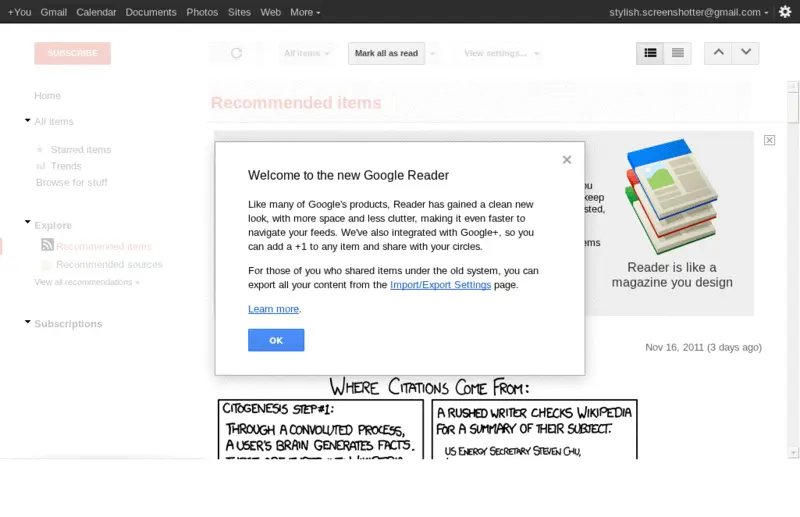 +You Gmail Calendar Documents Photos Sites Web More
stylish.screenshotter@gmail.com
SUBSCRIBE
All items
Mark all as read
View settings...
Home
All items
Starred items
Trends
Browse for stuff
Explore
Recommended items
Recommended sources
View all recommendations »
Subscriptions
Recommended items
Welcome to the new Google Reader
Like many of Google's products, Reader has gained a clean new
look, with more space and less clutter, making it even faster to
navigate your feeds. We've also integrated with Google+, so you
can add a +1 to any item and share with your circles.
For those of you who shared items under the old system, you can
export all your content from the Import/Export Settings page.
Learn more.
OK
Reader is like a
magazine you design
Nov 16, 2011 (3 days ago)
WHERE CITATIONS COME FROM:
CITOGENESIS STEP #1:
THROUGH A CONVOLUTED PROCESS,
A USER'S BRAIN GENERATES FACTS.
A RUSHED WRITER CHECKS WIKIPEDIA
FOR A SUMMARY OF THEIR SUBJECT.
US ENERGY SECRETARY STEVEN CHU,